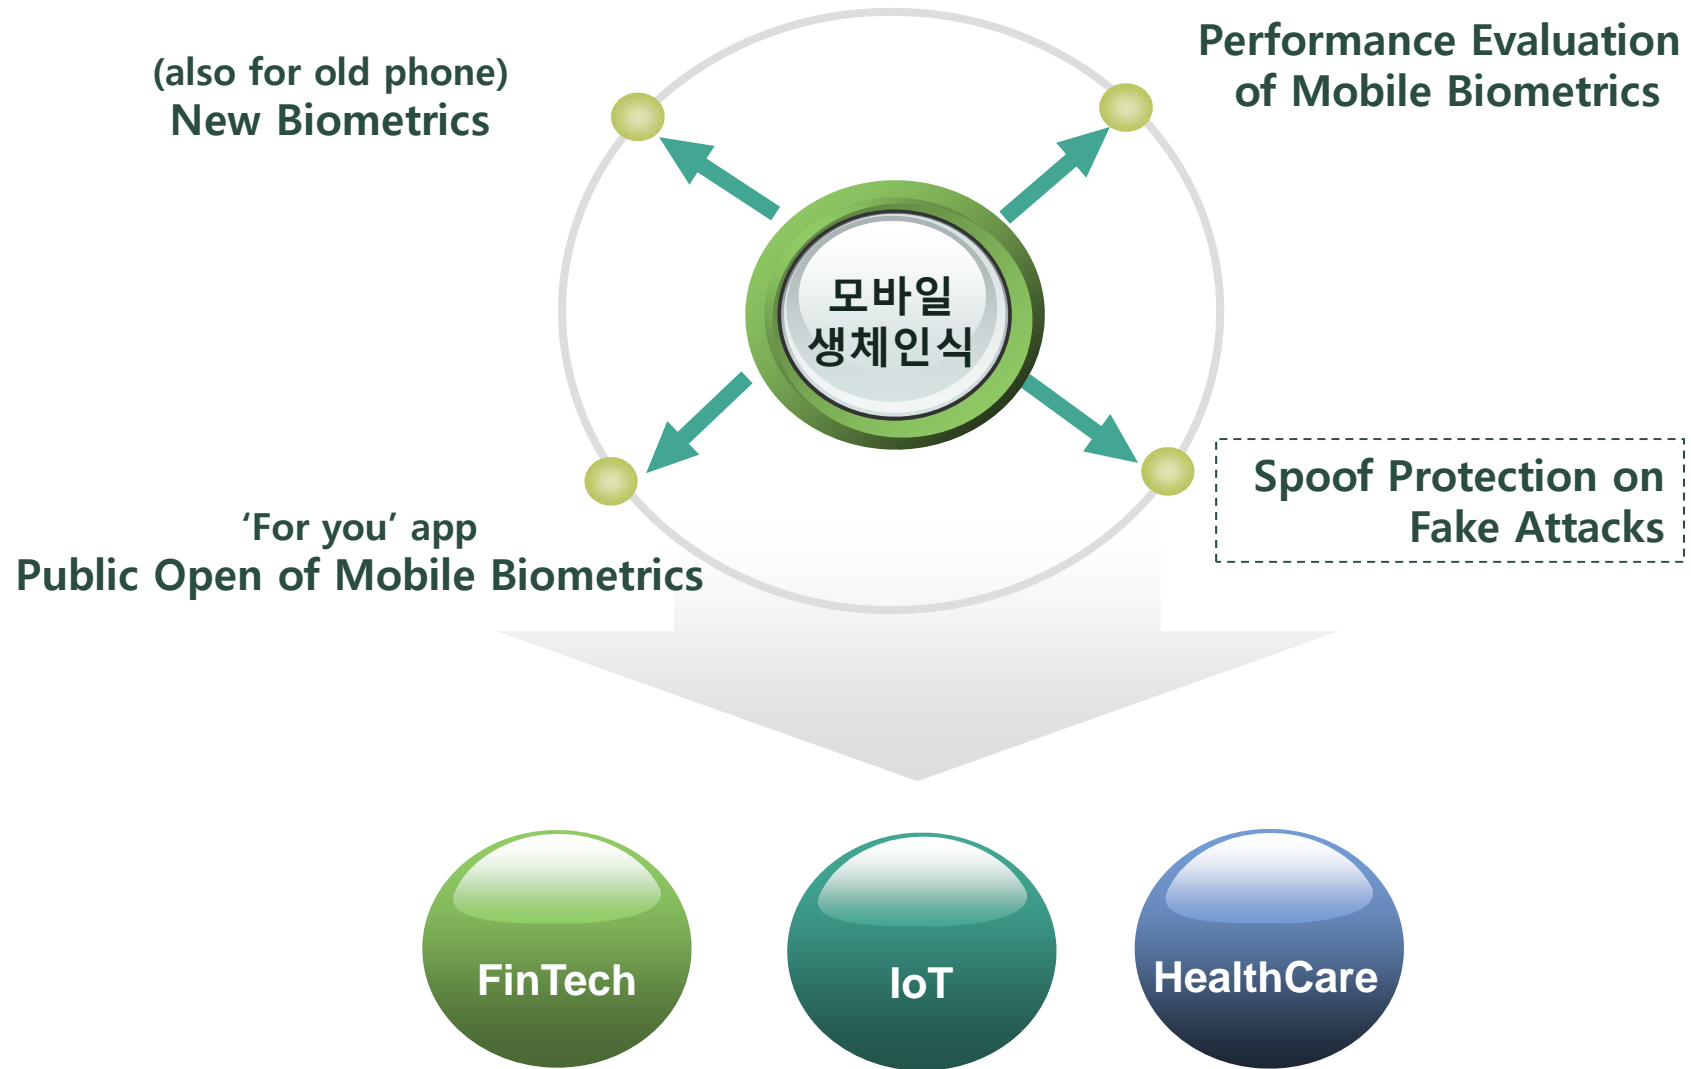 (also for old phone)
New Biometrics
Performance Evaluation
of Mobile Biometrics
모바일
생체인식
‘For you’ app
Public Open of Mobile Biometrics
Spoof Protection on
Fake Attacks
FinTech
IoT
HealthCare